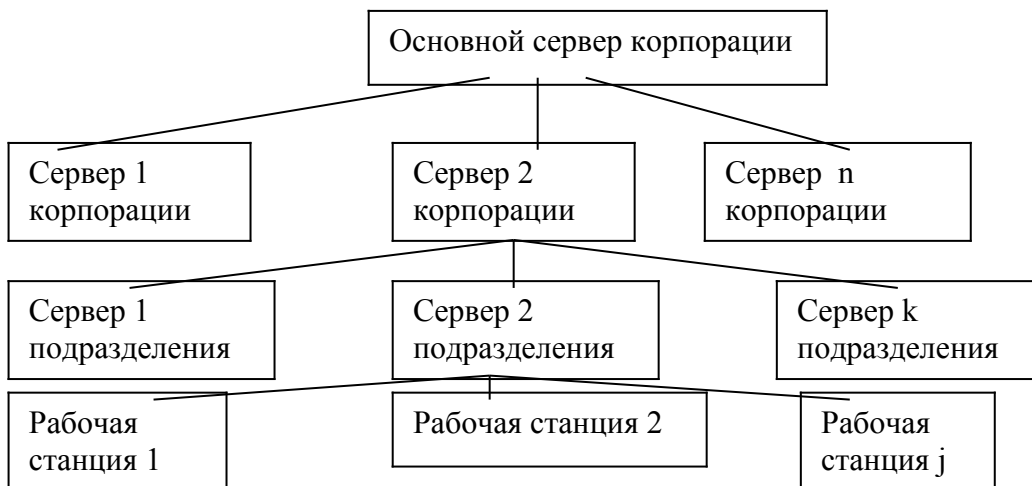 Основной сервер корпорации
Сервер 1
корпорации
Сервер 2
корпорации
Сервер n
корпорации
Сервер 1
подразделения
Сервер 2
подразделения
Сервер k
подразделения
Рабочая
станция 1
Рабочая станция 2
Рабочая
станция j